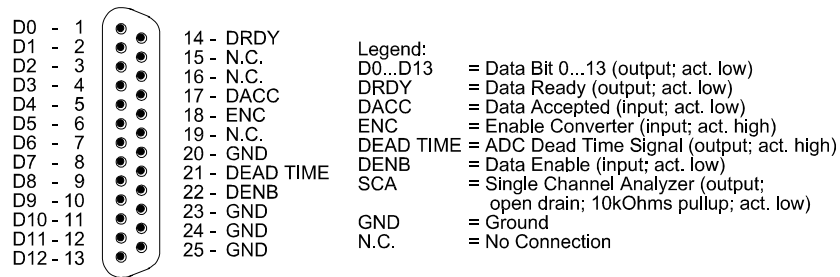 D0 - 1
D1 - 2
D2 - 3
D3 - 4
D4 - 5
D5 - 6
D6 - 7
D7 - 8
D8 - 9
D9 - 10
D10 - 11
D11 - 12
D12 - 13
14 - DRDY
15 - N.C.
16 - N.C.
17 - DACC
18 - ENC
19 - N.C.
20 - GND
21 - DEAD TIME
22 - DENB
23 - GND
24 - GND
25 - GND
Legend:
D0...D13 = Data Bit 0...13 (output; act. low)
DRDY = Data Ready (output; act. low)
DACC = Data Accepted (input; act. low)
ENC = Enable Converter (input; act. high)
DEAD TIME = ADC Dead Time Signal (output; act. high)
DENB = Data Enable (input; act. low)
SCA = Single Channel Analyzer (output;
open drain; 10kOhms pullup; act. low)
GND = Ground
N.C. = No Connection